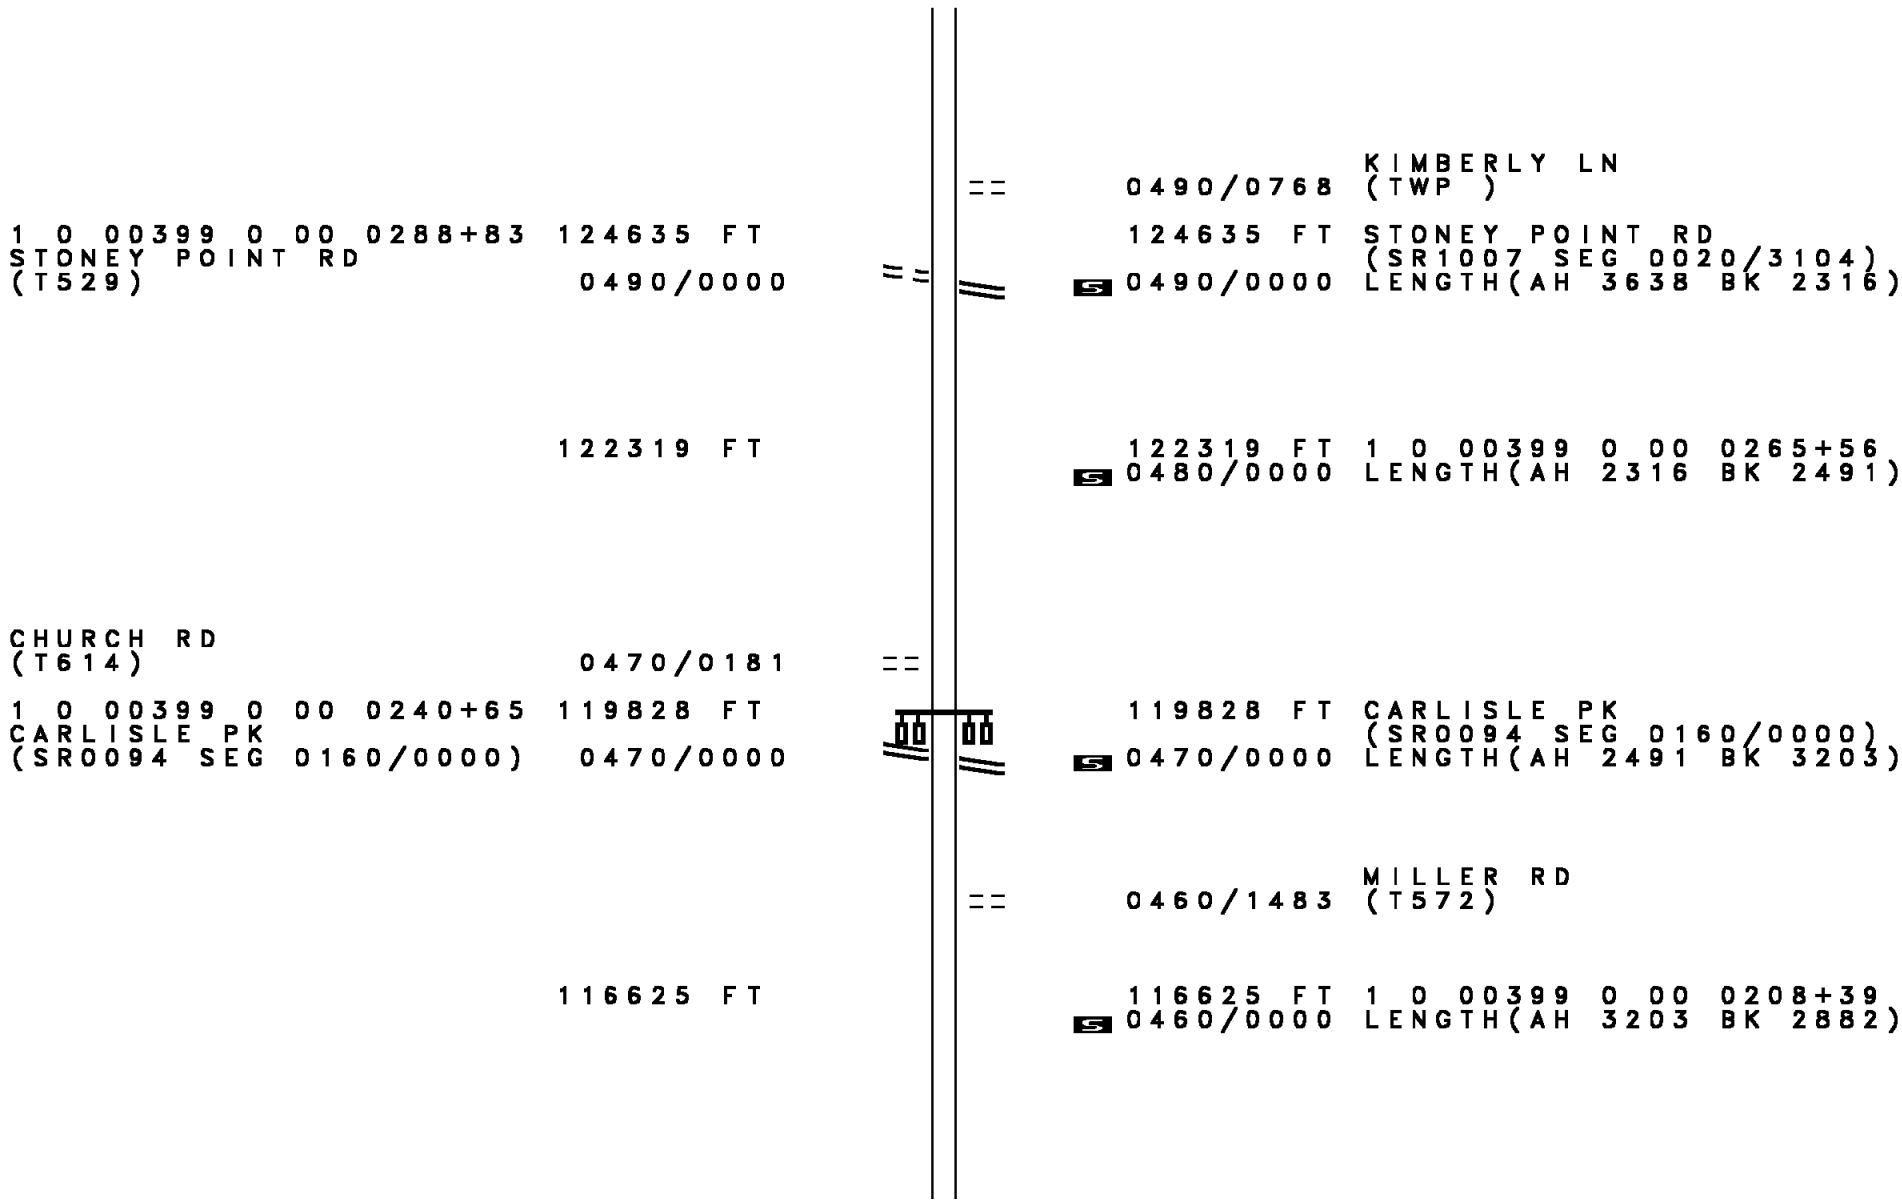 KIMBERLY LN
0490/0768 (TWP )
1 0 00399 0 00 0288+83 124635 FT 124635 FT STONEY POINT RD
STONEY POINT RD (SR1007 SEG 0020/3104)
(T529) 0490/0000 S 0490/0000 LENGTH(AH 3638 BK 2316)
122319 FT 122319 FT 1 0 00399 0 00 0265+56
S 0480/0000 LENGTH(AH 2316 BK 2491)
CHURCH RD
(T614) 0470/0181
1 0 00399 0 00 0240+65 119828 FT 119828 FT CARLISLE PK
CARLISLE PK (SR0094 SEG 0160/0000)
(SR0094 SEG 0160/0000) 0470/0000 S 0470/0000 LENGTH(AH 2491 BK 3203)
MILLER RD
0460/1483 (T572)
116625 FT 116625 FT 1 0 00399 0 00 0208+39
S 0460/0000 LENGTH(AH 3203 BK 2882)